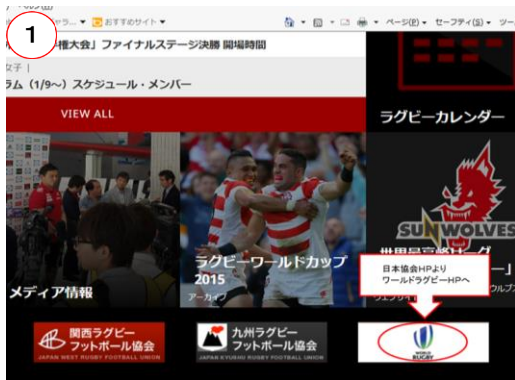 おすすめサイト
ページ(P)
セーフティ(S)
1
権大会」ファイナルステージ決勝 開場時間
女子 |
ラム（1/9～）スケジュール・メンバー
VIEW ALL
ラグビーカレンダー
SUNWOLVES
ラグビーワールドカップ
2015
アーカイブ
メディア情報
日本協会HPより
ワールドラグビーHPへ
関西ラグビー
フットボール協会
JAPAN WEST RUGBY FOOTBALL UNION
九州ラグビー
フットボール協会
JAPAN KYUSHU RUGBY FOOTBALL UNION
WORLD
RUGBY